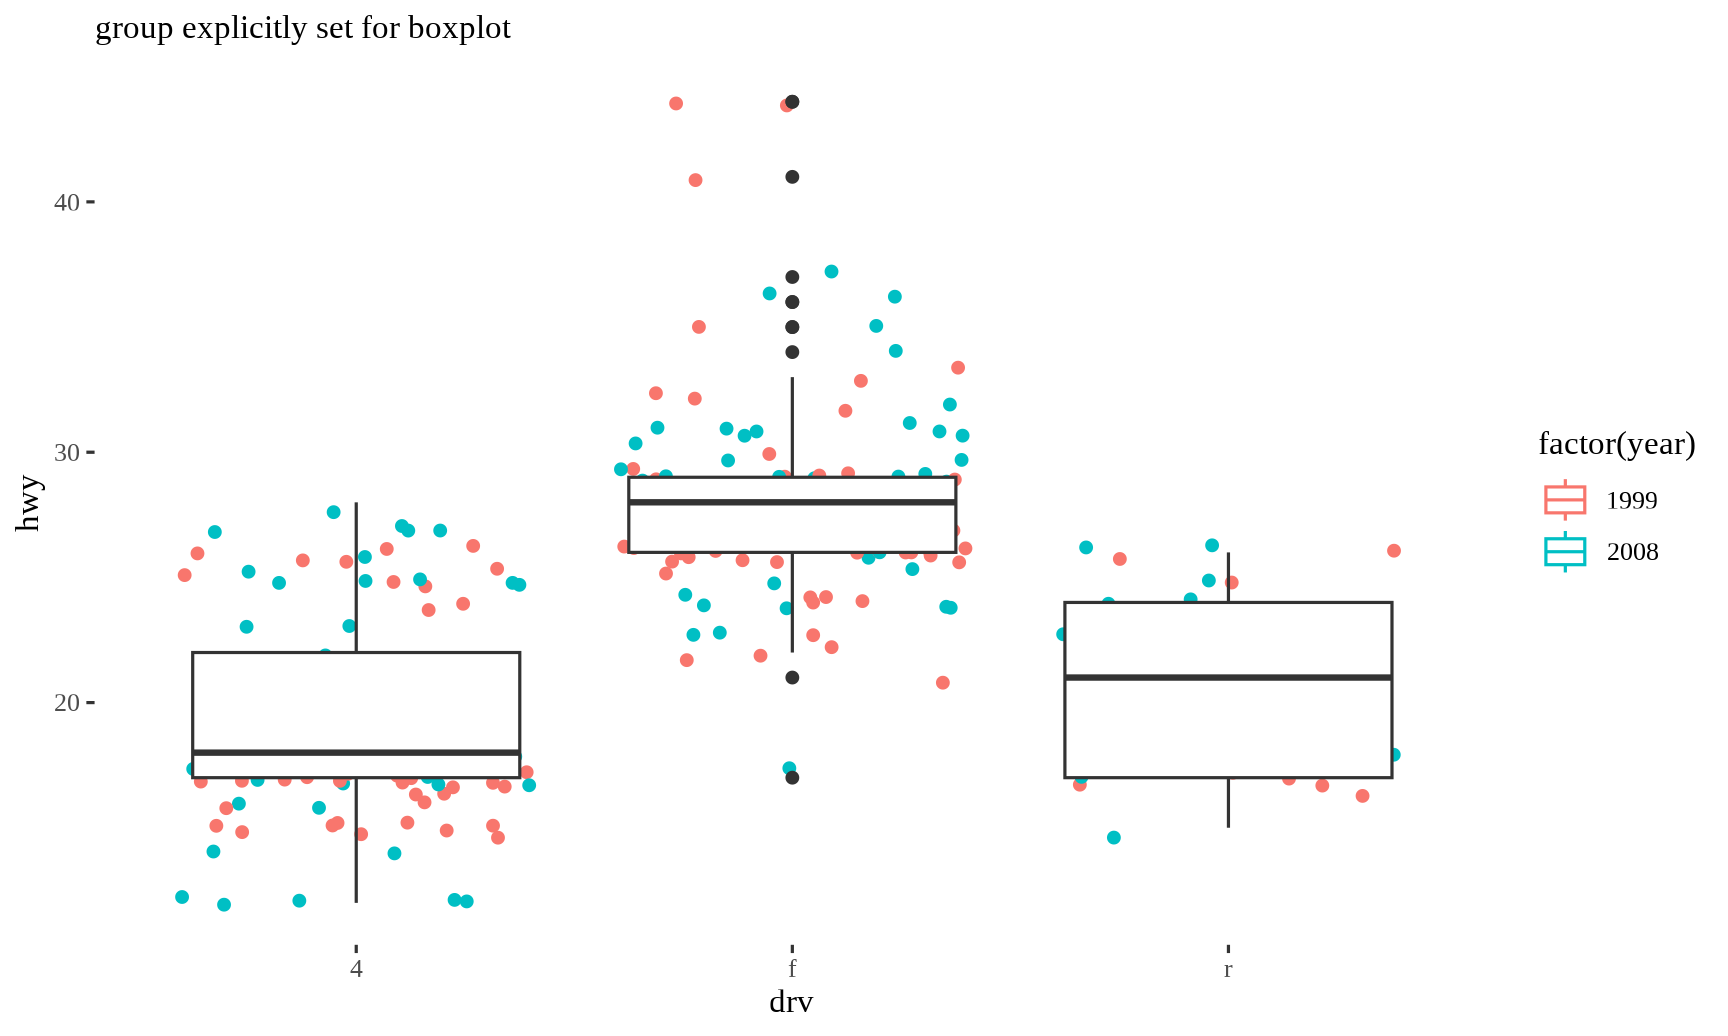 group explicitly set for boxplot
40
30
20
hwy
4
f
r
drv
factor(year)
1999
2008